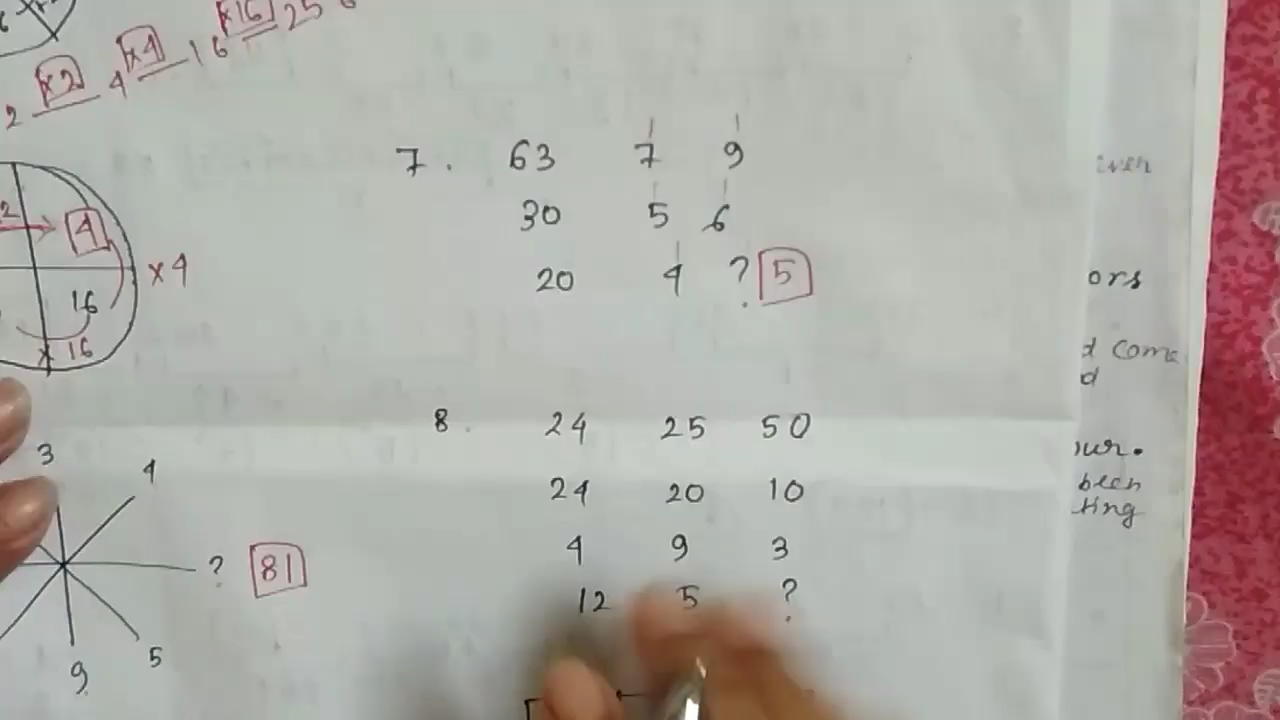 2 ×2 4 ×4 16 ×16 25
7. 63 7 9
30 5 6
20 4 ? 5
4 ×4
16
× 16
8. 24 25 50
24 20 10
4 9 3
12 5 ?
3 4
? 81
9 5
ors
d come
d
been
ting